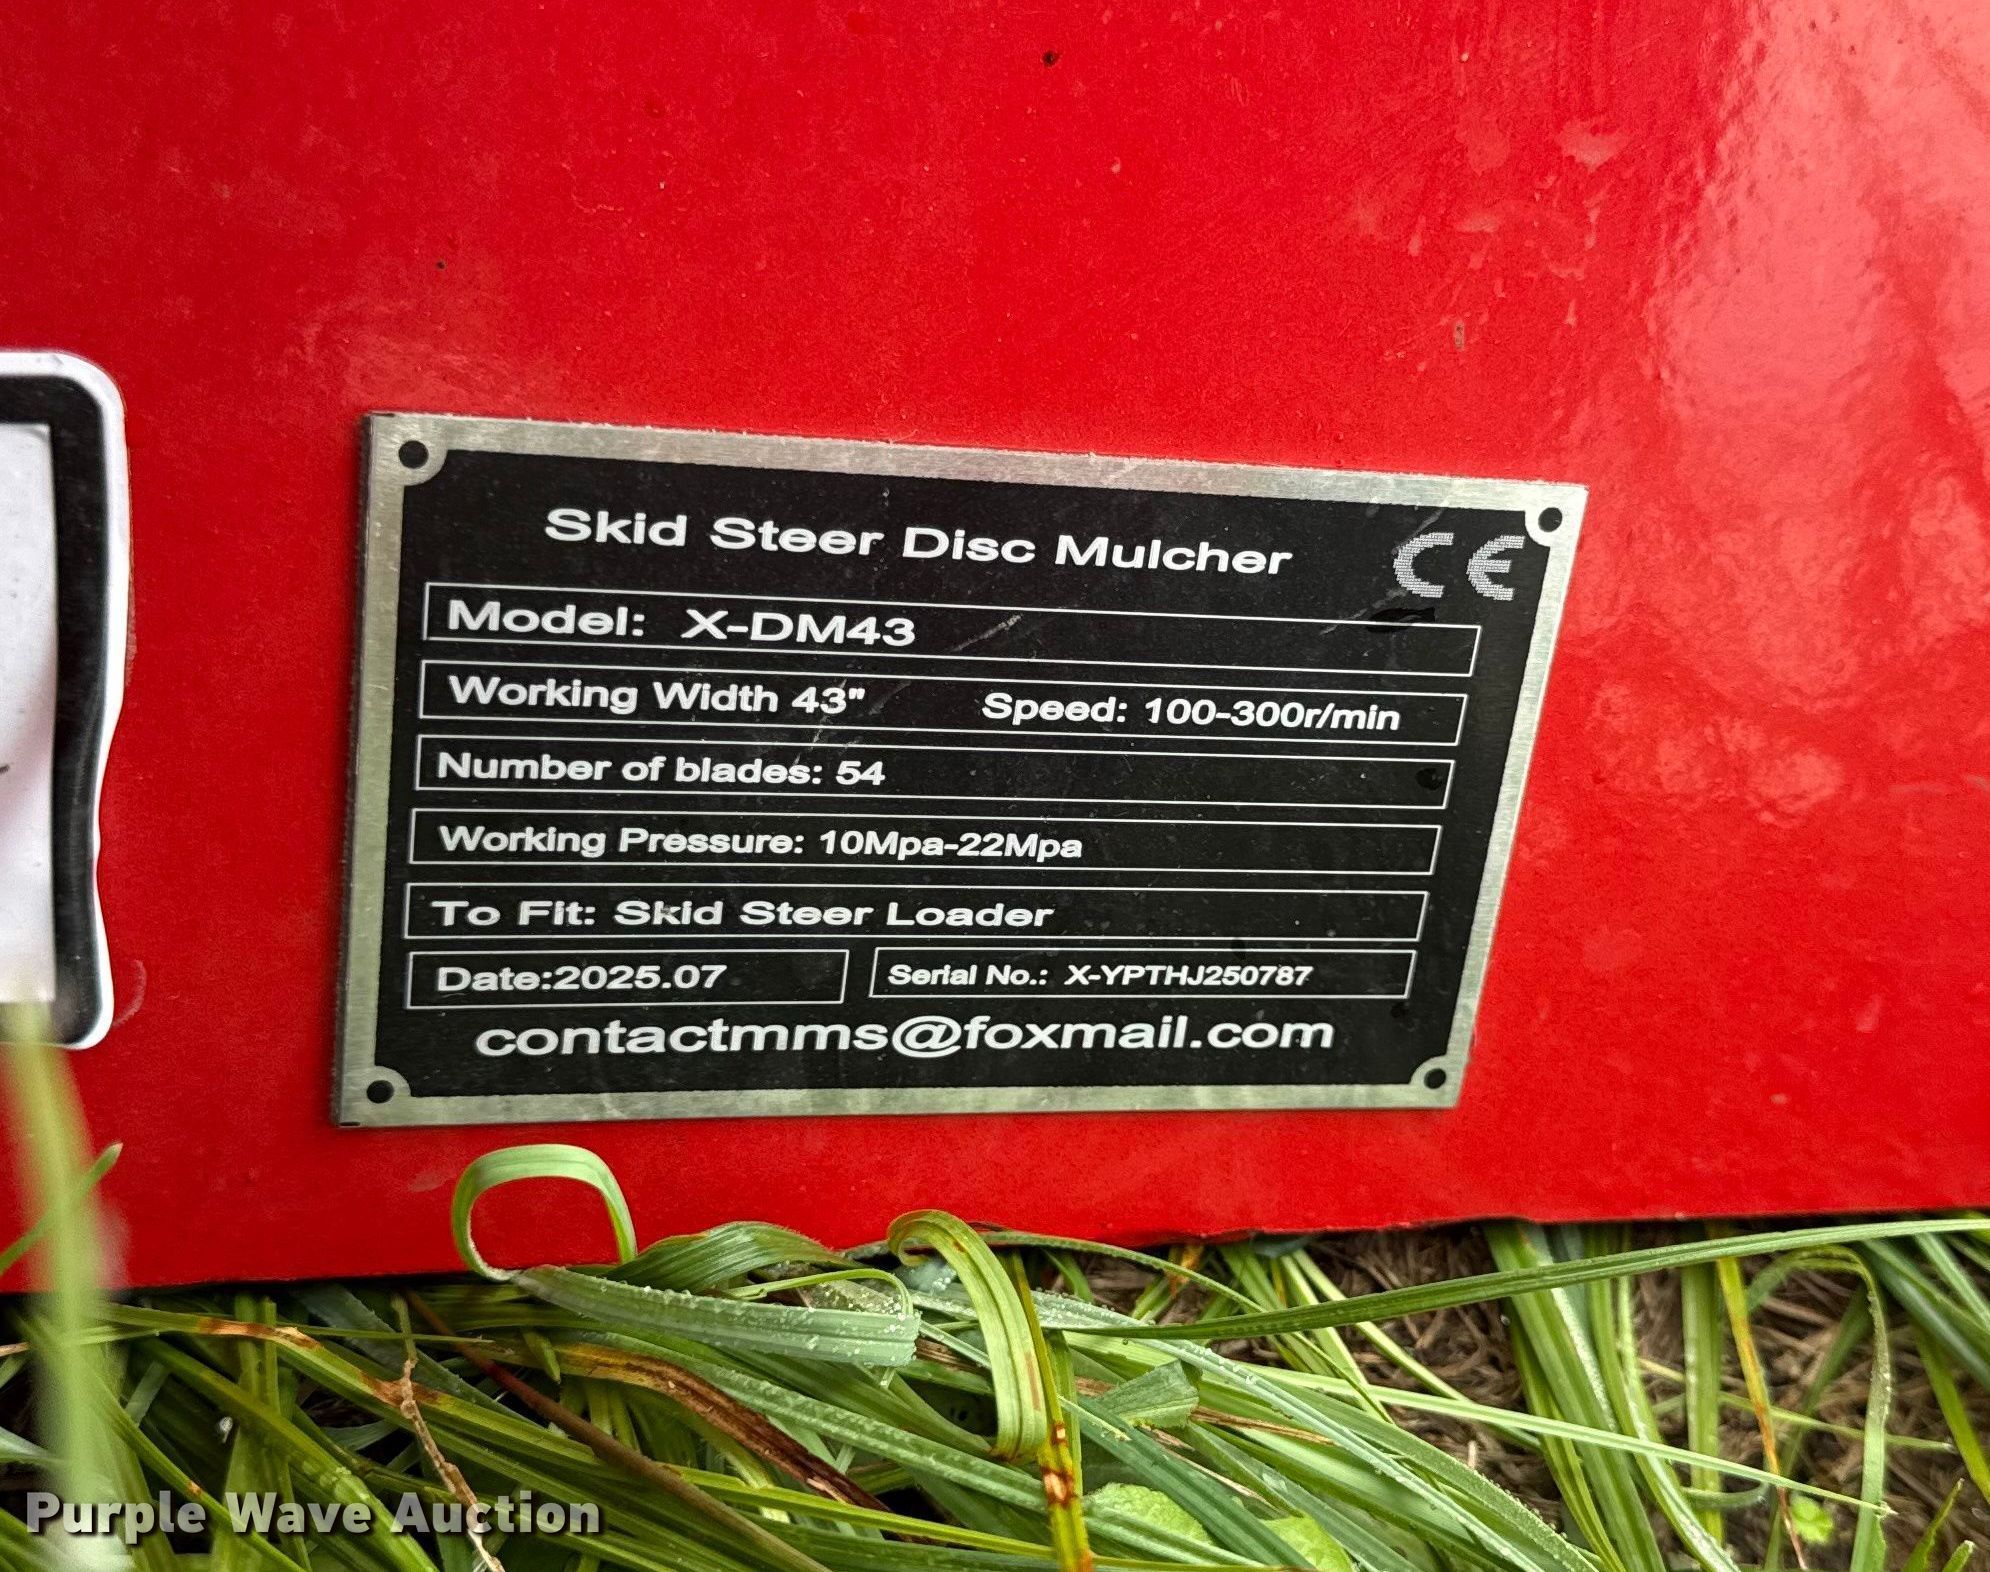 Skid Steer Disc Mulcher CE
Model: X-DM43
Working Width 43" Speed: 100-300r/min
Number of blades: 54
Working Pressure: 10Mpa-22Mpa
To Fit: Skid Steer Loader
Date:2025.07 Serial No.: X-YPTHJ250787
contactmms@foxmail.com
Purple Wave Auction